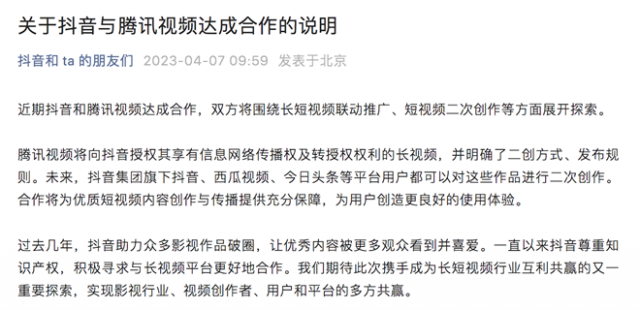 关于抖音与腾讯视频达成合作的说明
抖音和 ta 的朋友们 2023-04-07 09:59 发表于北京
近期抖音和腾讯视频达成合作，双方将围绕长短视频联动推广、短视频二次创作等方面展开探索。
腾讯视频将向抖音授权其享有信息网络传播权及转授权权利的长视频，并明确了二创方式、发布规
则。未来，抖音集团旗下抖音、西瓜视频、今日头条等平台用户都可以对这些作品进行二次创作。
合作将为优质短视频内容创作与传播提供充分保障，为用户创造更良好的使用体验。
过去几年，抖音助力众多影视作品破圈，让优秀内容被更多观众看到并喜爱。一直以来抖音尊重知
识产权，积极寻求与长视频平台更好地合作。我们期待此次携手成为长短视频行业互利共赢的又一
重要探索，实现影视行业、视频创作者、用户和平台的多方共赢。